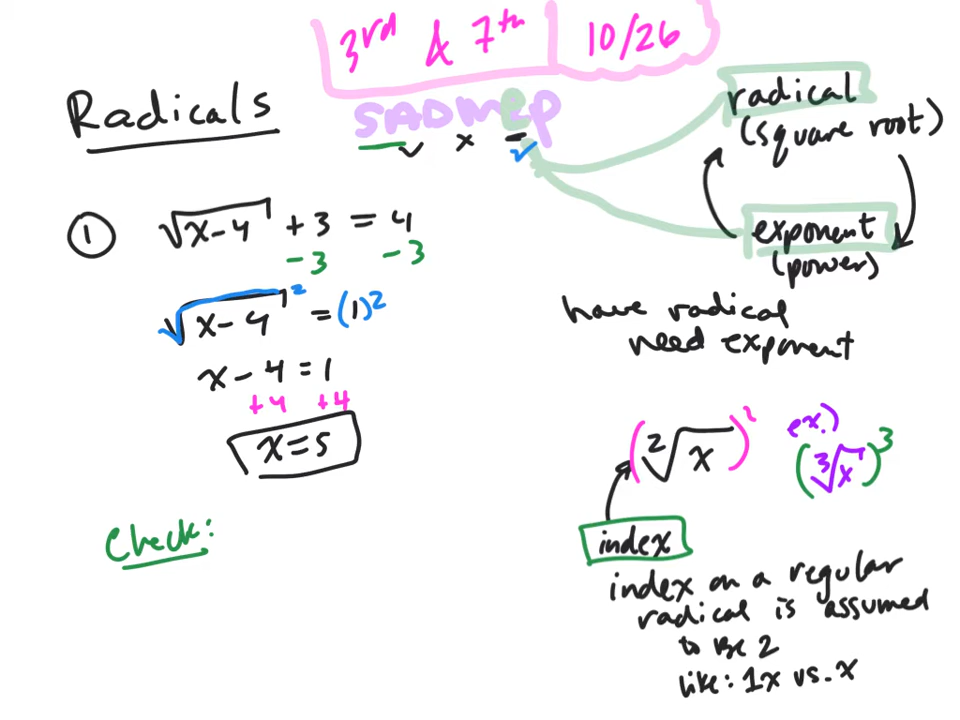 3rd & 7th 10/26
Radicals
SADMEP
radical
(square root)
exponent
(power)
have radical
need exponent
① √x-4 + 3 = 4
-3 -3
√x-4² = (1)²
x-4 = 1
+4 +4
x=5
Check:
(²√x)²
ex.) (³√x)³
index
index on a regular
radical is assumed
to be 2
like: 1x vs. x